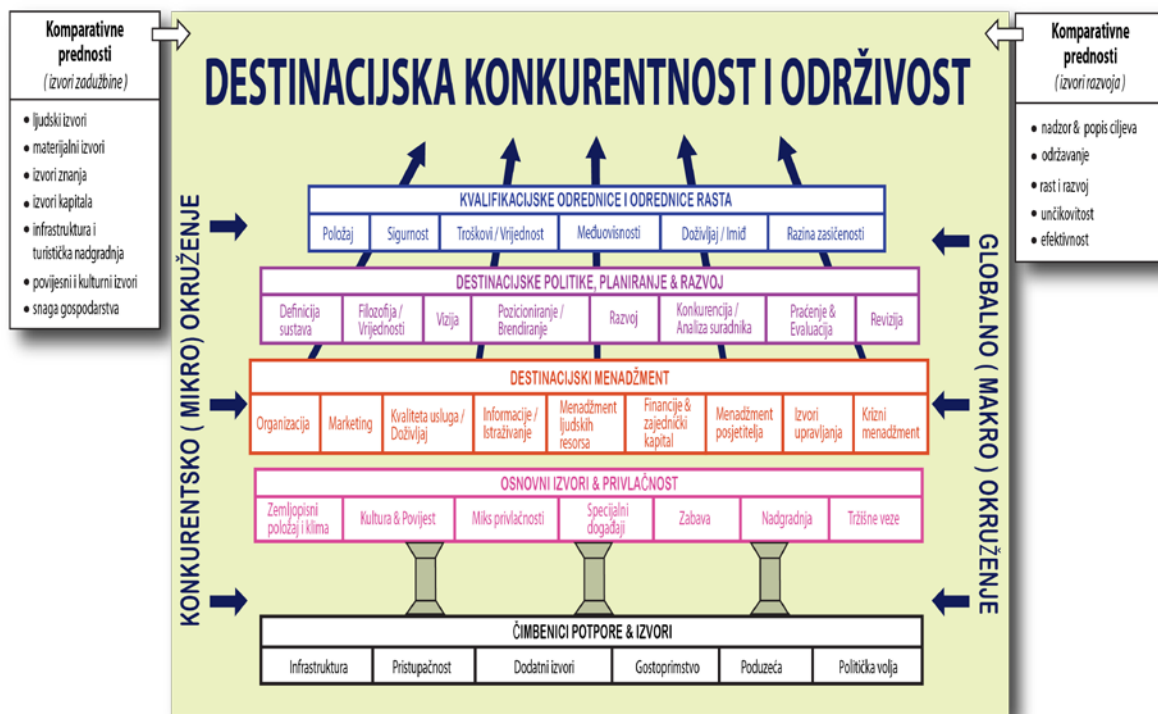 Komparativne
prednosti
( izvori zadužbine )
• ljudski izvori
• materijalni izvori
• izvori znanja
• izvori kapitala
• infrastruktura i
turistička nadgradnja
• povijesni i kulturni izvori
• snaga gospodarstva
DESTINACIJSKA KONKURENTNOST I ODRŽIVOST
Komparativne
prednosti
( izvori razvoja )
• nadzor & popis ciljeva
• održavanje
• rast i razvoj
• unčikovitost
• efektivnost
KONKURENTSKO ( MIKRO) OKRUŽENJE
GLOBALNO ( MAKRO ) OKRUŽENJE
KVALIFIKACIJSKE ODREDNICE I ODREDNICE RASTA
Položaj
Sigurnost
Troškovi / Vrijednost
Međuovisnosti
Doživljaj / Imiđ
Razina zasičenosti
DESTINACIJSKE POLITIKE, PLANIRANJE & RAZVOJ
Definicija
sustava
Filozofija /
Vrijednosti
Vizija
Pozicioniranje /
Brendiranje
Razvoj
Konkurencija /
Analiza suradnika
Praćenje &
Evaluacija
Revizija
DESTINACIJSKI MENADŽMENT
Organizacija
Marketing
Kvaliteta usluga /
Doživljaj
Informacije /
Istraživanje
Menadžment
ljudskih
resorsa
Financije &
zajednički
kapital
Menadžment
posjetitelja
Izvori
upravljanja
Krizni
menadžment
OSNOVNI IZVORI & PRIVLAČNOST
Zemljopisni
položaj i klima
Kultura & Povijest
Miks privlačnosti
Specijalni
događaji
Zabava
Nadgradnja
Tržišne veze
ČIMBENICI POTPORE & IZVORI
Infrastruktura
Pristupačnost
Dodatni izvori
Gostoprimstvo
Poduzeća
Politička volja